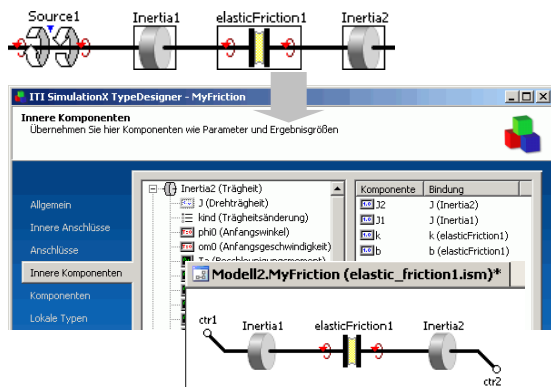 Source1 Inertia1 elasticFriction1 Inertia2
ITI SimulationX TypeDesigner - MyFriction
Innere Komponenten
Übernehmen Sie hier Komponenten wie Parameter und Ergebnisgrößen
Allgemein
Innere Anschlüsse
Anschlüsse
Innere Komponenten
Komponenten
Lokale Typen
Inertia2 (Trägheit)
J (Drehträgheit)
kind (Trägheitsänderung)
phi0 (Anfangswinkel)
om0 (Anfangsgeschwindigkeit)
Ta (Beschleunigungsmoment)
Komponente Bindung
J2 J (Inertia2)
J1 J (Inertia1)
k k (elasticFriction1)
b b (elasticFriction1)
Modell2.MyFriction (elastic_friction1.ism)*
ctr1 Inertia1 elasticFriction1 Inertia2
ctr2